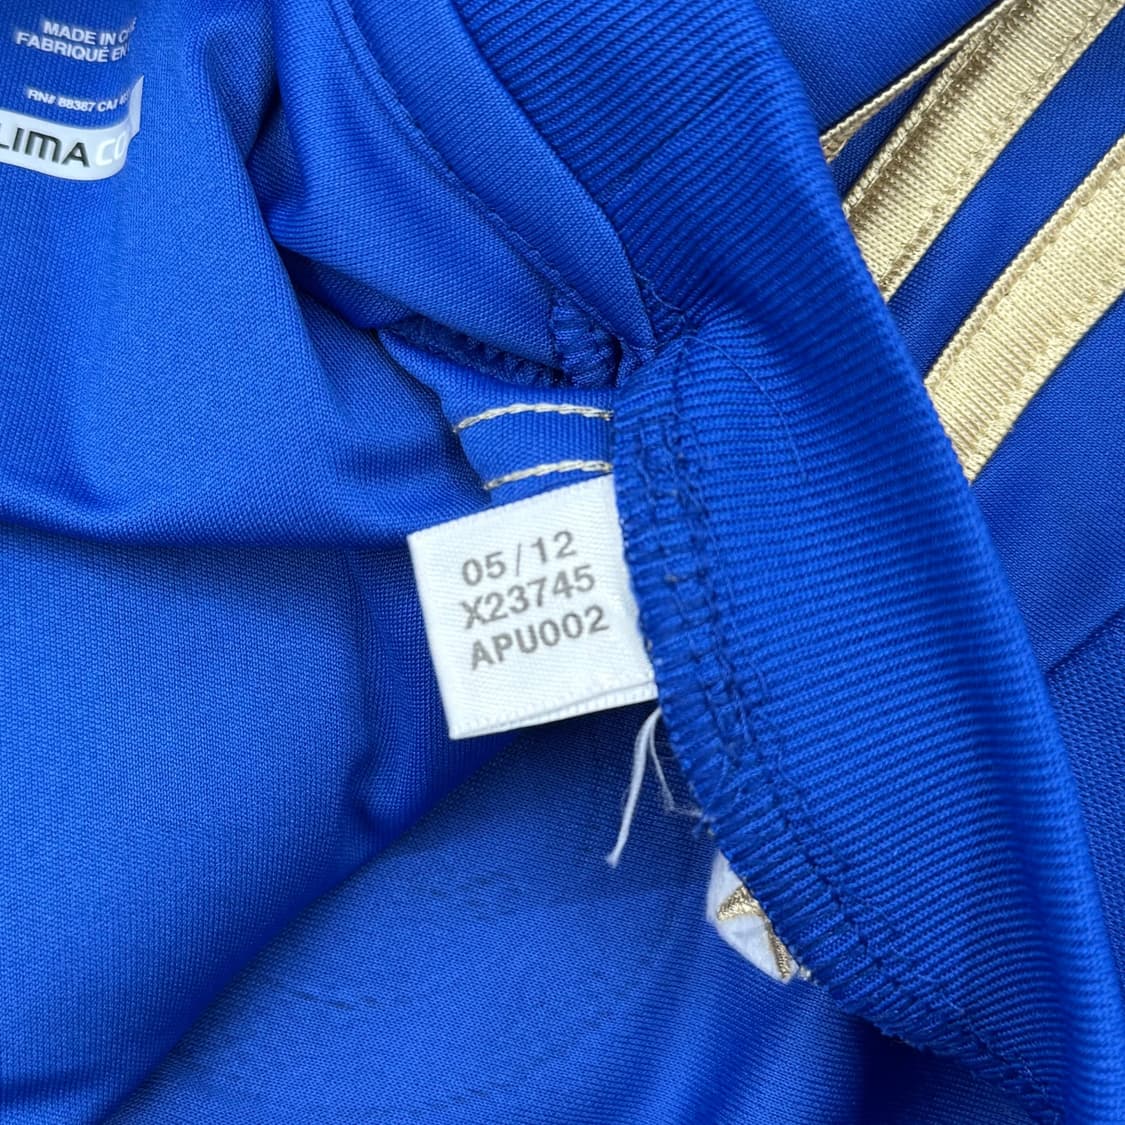 MADE IN
FABRIQUÉ EN
RN# 88387 CA#
LIMA CO
05/12
X23745
APU002